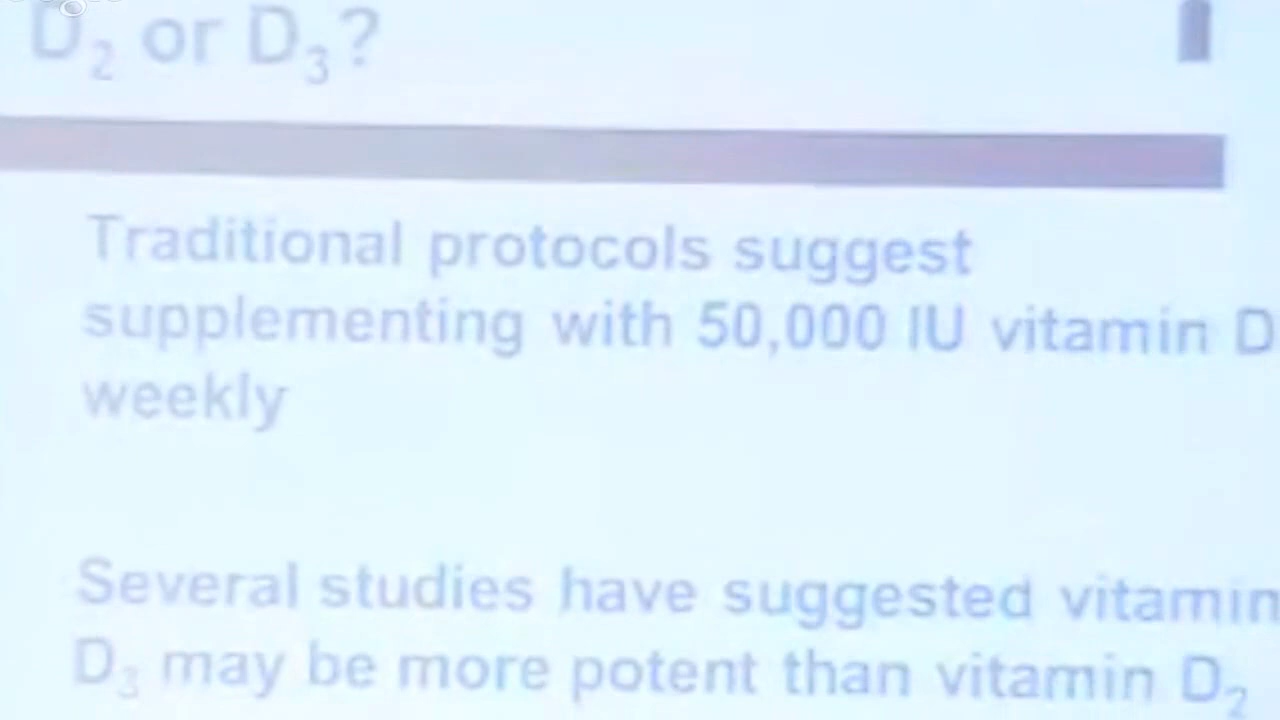 D₂ or D₃?
Traditional protocols suggest
supplementing with 50,000 IU vitamin D
weekly
Several studies have suggested vitamin
D₃ may be more potent than vitamin D₂